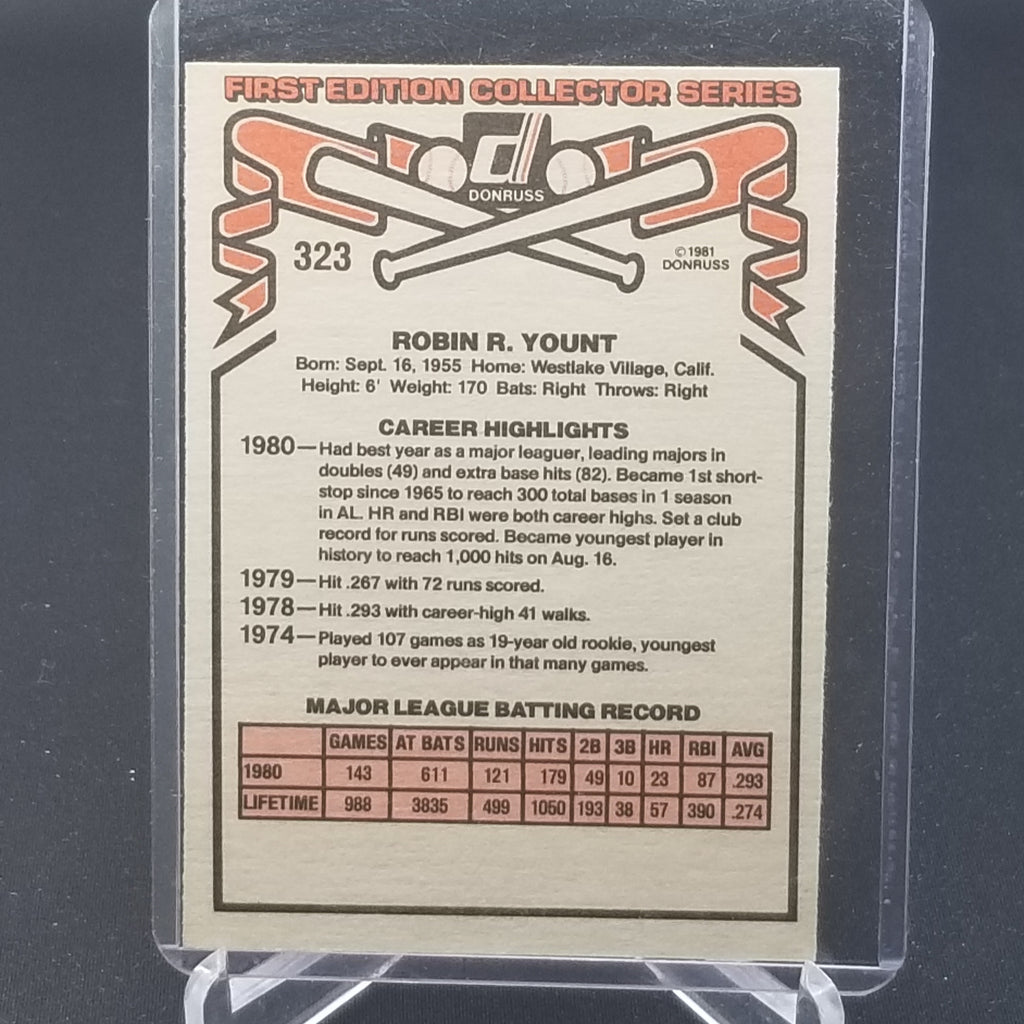 FIRST EDITION COLLECTOR SERIES
d
DONRUSS
323
© 1981
DONRUSS
ROBIN R. YOUNT
Born: Sept. 16, 1955 Home: Westlake Village, Calif.
Height: 6' Weight: 170 Bats: Right Throws: Right
CAREER HIGHLIGHTS
1980—Had best year as a major leaguer, leading majors in
doubles (49) and extra base hits (82). Became 1st short-
stop since 1965 to reach 300 total bases in 1 season
in AL. HR and RBI were both career highs. Set a club
record for runs scored. Became youngest player in
history to reach 1,000 hits on Aug. 16.
1979—Hit .267 with 72 runs scored.
1978—Hit .293 with career-high 41 walks.
1974—Played 107 games as 19-year old rookie, youngest
player to ever appear in that many games.
MAJOR LEAGUE BATTING RECORD
GAMES AT BATS RUNS HITS 2B 3B HR RBI AVG
1980 143 611 121 179 49 10 23 87 .293
LIFETIME 988 3835 499 1050 193 38 57 390 .274